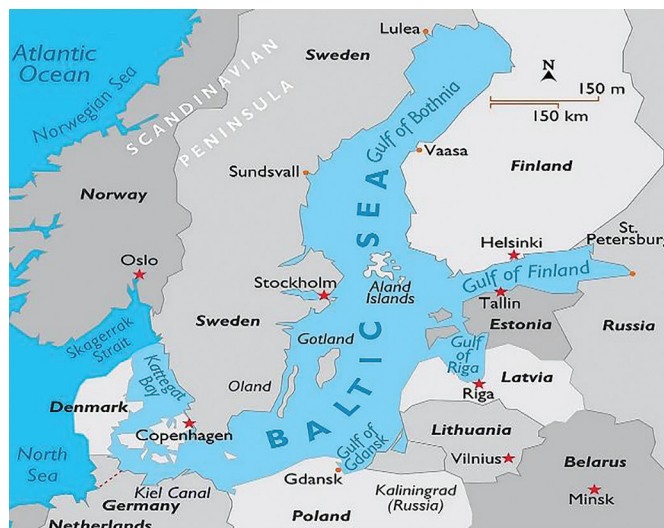 Lulea
Sweden
Atlantic
Ocean
Norwegian Sea
SCANDINAVIAN
PENINSULA
N
150 m
150 km
Gulf of Bothnia
Vaasa
Finland
Sundsvall
Norway
BALTIC SEA
Oslo
Helsinki
St.
Petersburg
Stockholm
Aland
Islands
Gulf of Finland
Tallin
Skagerrak
Strait
Sweden
Gotland
Estonia
Russia
Kattegat
Bay
Oland
Gulf
of
Riga
Latvia
Riga
Denmark
Copenhagen
Lithuania
North
Sea
Gulf of
Gdansk
Vilnius
Belarus
Kiel Canal
Gdansk
Kaliningrad
(Russia)
Minsk
Germany
Poland
Netherlands